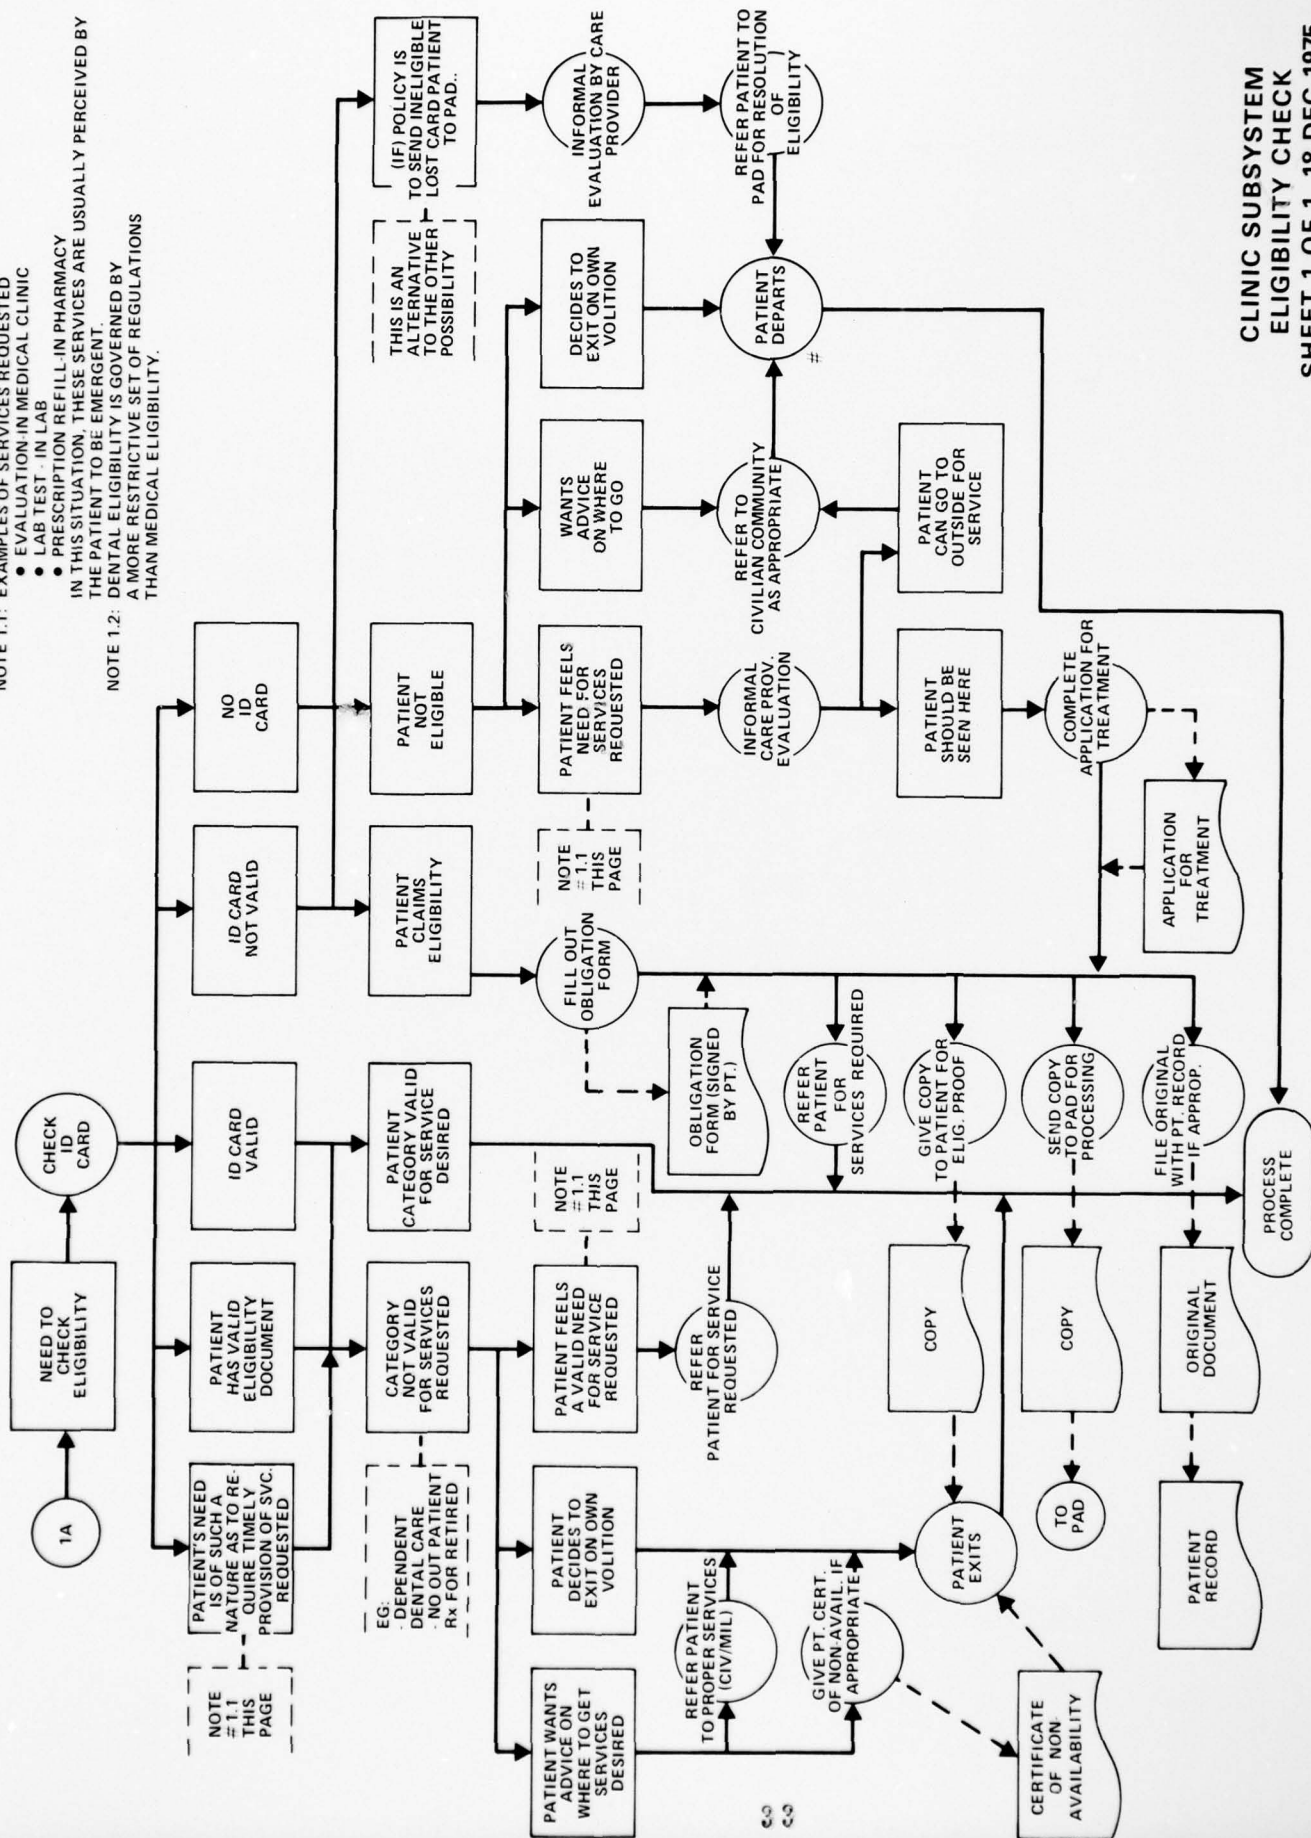 NOTE 1.1: EXAMPLES OF SERVICES REQUESTED
• EVALUATION-IN MEDICAL CLINIC
• LAB TEST - IN LAB
• PRESCRIPTION REFILL-IN PHARMACY
IN THIS SITUATION, THESE SERVICES ARE USUALLY PERCEIVED BY
THE PATIENT TO BE EMERGENT.
NOTE 1.2: DENTAL ELIGIBILITY IS GOVERNED BY
A MORE RESTRICTIVE SET OF REGULATIONS
THAN MEDICAL ELIGIBILITY.
1A
NEED TO
CHECK
ELIGIBILITY
CHECK
ID
CARD
NOTE
# 1.1
THIS
PAGE
PATIENT'S NEED
IS OF SUCH A
NATURE AS TO RE-
QUIRE TIMELY
PROVISION OF SVC.
REQUESTED
PATIENT
HAS VALID
ELIGIBILITY
DOCUMENT
ID CARD
VALID
ID CARD
NOT VALID
NO
ID
CARD
EG:
- DEPENDENT
DENTAL CARE
- NO OUT PATIENT
Rx FOR RETIRED
CATEGORY
NOT VALID
FOR SERVICES
REQUESTED
PATIENT
CATEGORY VALID
FOR SERVICE
DESIRED
PATIENT
CLAIMS
ELIGIBILITY
PATIENT
NOT
ELIGIBLE
THIS IS AN
ALTERNATIVE
TO THE OTHER
POSSIBILITY
(IF) POLICY IS
TO SEND INELIGIBLE
LOST CARD PATIENT
TO PAD..
PATIENT WANTS
ADVICE ON
WHERE TO GET
SERVICES
DESIRED
PATIENT
DECIDES TO
EXIT ON OWN
VOLITION
PATIENT FEELS
A VALID NEED
FOR SERVICE
REQUESTED
NOTE
# 1.1
THIS
PAGE
FILL OUT
OBLIGATION
FORM
NOTE
# 1.1
THIS
PAGE
PATIENT FEELS
NEED FOR
SERVICES
REQUESTED
WANTS
ADVICE
ON WHERE
TO GO
DECIDES TO
EXIT ON OWN
VOLITION
INFORMAL
EVALUATION BY CARE
PROVIDER
REFER PATIENT
TO PROPER SERVICES
(CIV/MIL)
REFER
PATIENT FOR SERVICE
REQUESTED
OBLIGATION
FORM (SIGNED
BY PT.)
INFORMAL
CARE PROV.
EVALUATION
REFER TO
CIVILIAN COMMUNITY
AS APPROPRIATE
PATIENT
DEPARTS
#
REFER PATIENT TO
PAD FOR RESOLUTION
OF
ELIGIBILITY
GIVE PT. CERT.
OF NON-AVAIL. IF
APPROPRIATE
REFER
PATIENT
FOR
SERVICES REQUIRED
PATIENT
SHOULD BE
SEEN HERE
PATIENT
CAN GO TO
OUTSIDE FOR
SERVICE
PATIENT
EXITS
COPY
GIVE COPY
TO PATIENT FOR
ELIG. PROOF
COMPLETE
APPLICATION FOR
TREATMENT
CERTIFICATE
OF NON-
AVAILABILITY
TO
PAD
COPY
SEND COPY
TO PAD FOR
PROCESSING
APPLICATION
FOR
TREATMENT
PATIENT
RECORD
ORIGINAL
DOCUMENT
FILE ORIGINAL
WITH PT. RECORD
IF APPROP.
PROCESS
COMPLETE
CLINIC SUBSYSTEM
ELIGIBILITY CHECK
SHEET 1 OF 1 18 DEC 1975